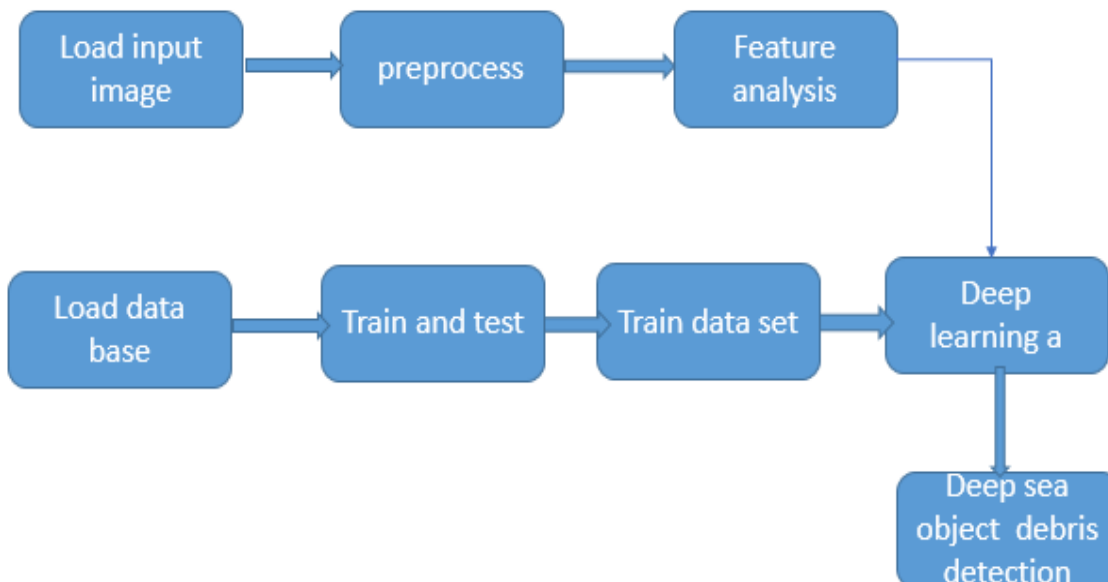 Load input
image
preprocess
Feature
analysis
Load data
base
Train and test
Train data set
Deep
learning a
Deep sea
object debris
detection